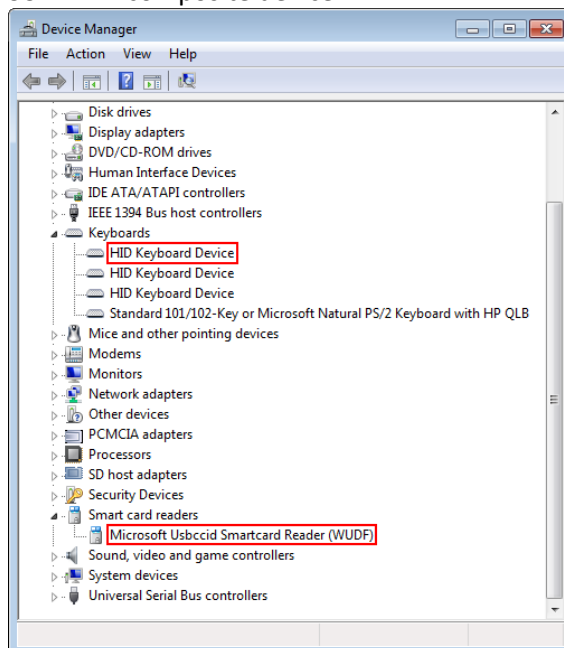 Device Manager
File Action View Help
Disk drives
Display adapters
DVD/CD-ROM drives
Human Interface Devices
IDE ATA/ATAPI controllers
IEEE 1394 Bus host controllers
Keyboards
HID Keyboard Device
HID Keyboard Device
HID Keyboard Device
Standard 101/102-Key or Microsoft Natural PS/2 Keyboard with HP QLB
Mice and other pointing devices
Modems
Monitors
Network adapters
Other devices
PCMCIA adapters
Processors
SD host adapters
Security Devices
Smart card readers
Microsoft Usbccid Smartcard Reader (WUDF)
Sound, video and game controllers
System devices
Universal Serial Bus controllers